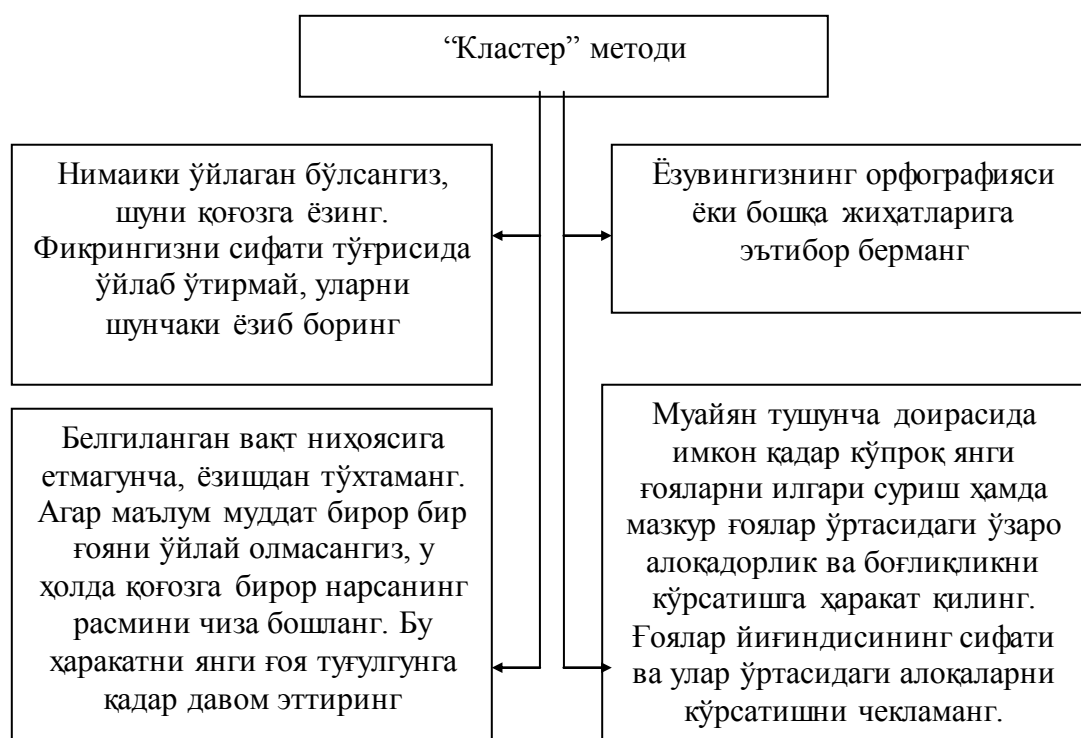 “Кластер” методи
Нимаики ўйлаган бўлсангиз,
шуни қоғозга ёзинг.
Фикрингизни сифати тўғрисида
ўйлаб ўтирмай, уларни
шунчаки ёзиб боринг
Ёзувингизнинг орфографияси
ёки бошқа жиҳатларига
эътибор берманг
Белгиланган вақт ниҳоясига
етмагунча, ёзишдан тўхтаманг.
Агар маълум муддат бирор бир
ғояни ўйлай олмасангиз, у
ҳолда қоғозга бирор нарсанинг
расмини чиза бошланг. Бу
ҳаракатни янги ғоя туғулгунга
қадар давом эттиринг
Муайян тушунча доирасида
имкон қадар кўпроқ янги
ғояларни илгари суриш ҳамда
мазкур ғоялар ўртасидаги ўзаро
алоқадорлик ва боғлиқликни
кўрсатишга ҳаракат қилинг.
Ғоялар йиғиндисининг сифати
ва улар ўртасидаги алоқаларни
кўрсатишни чекламанг.